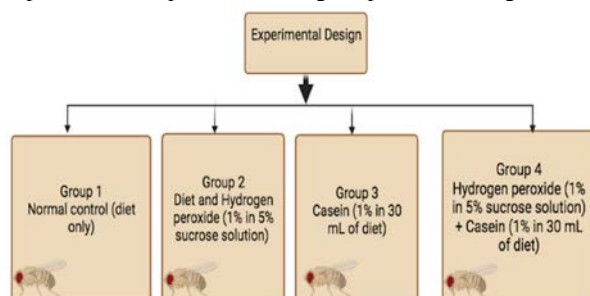 Experimental Design
Group 1
Normal control (diet
only)
Group 2
Diet and Hydrogen
peroxide (1% in 5%
sucrose solution)
Group 3
Casein (1% in 30
mL of diet)
Group 4
Hydrogen peroxide (1%
in 5% sucrose solution)
+ Casein (1% in 30 mL
of diet)